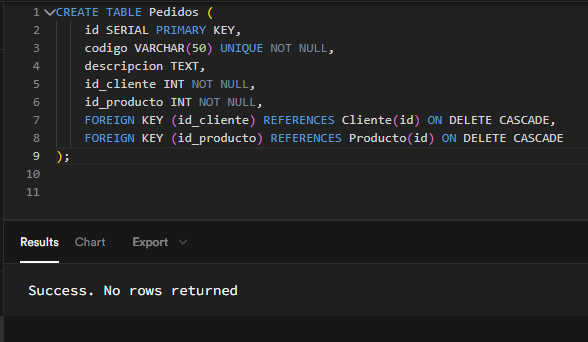 1 CREATE TABLE Pedidos (
2 id SERIAL PRIMARY KEY,
3 codigo VARCHAR(50) UNIQUE NOT NULL,
4 descripcion TEXT,
5 id_cliente INT NOT NULL,
6 id_producto INT NOT NULL,
7 FOREIGN KEY (id_cliente) REFERENCES Cliente(id) ON DELETE CASCADE,
8 FOREIGN KEY (id_producto) REFERENCES Producto(id) ON DELETE CASCADE
9 );
10
11
Results Chart Export
Success. No rows returned